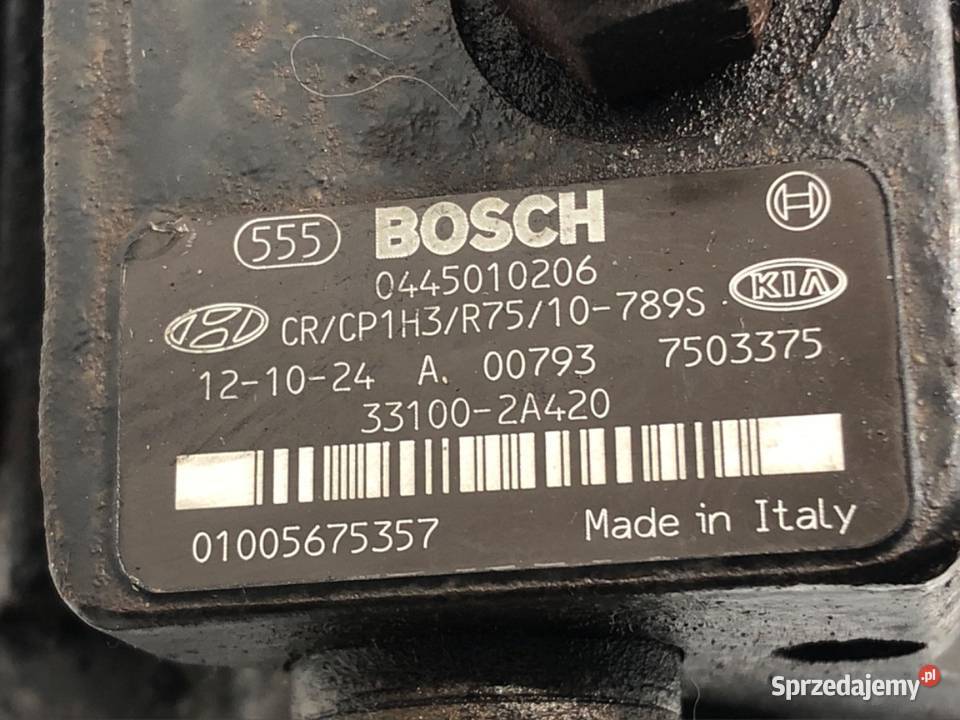 555 BOSCH
0445010206
CR/CP1H3/R75/10-789S KIA
12-10-24 A. 00793 7503375
33100-2A420
01005675357 Made in Italy
Sprzedajemy.pl